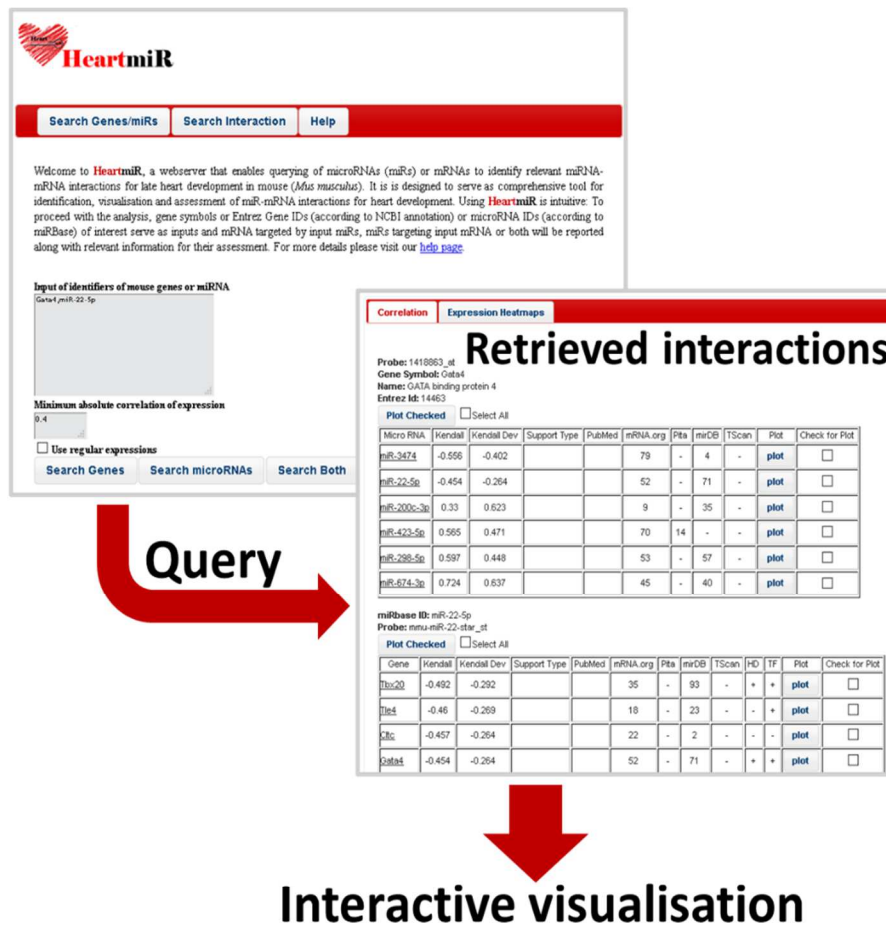 Heart
HeartmiR
Search Genes/miRs Search Interaction Help
Welcome to HeartmiR, a webserver that enables querying of microRNAs (miRs) or mRNAs to identify relevant miRNA-
mRNA interactions for late heart development in mouse (Mus musculus). It is is designed to serve as comprehensive tool for
identification, visualisation and assessment of miR-mRNA interactions for heart development. Using HeartmiR is intuitive: To
proceed with the analysis, gene symbols or Entrez Gene IDs (according to NCBI annotation) or microRNA IDs (according to
miRBase) of interest serve as inputs and mRNA targeted by input miRs, miRs targeting input mRNA or both will be reported
along with relevant information for their assessment. For more details please visit our help page.
Input of identifiers of mouse genes or miRNA
Gata4,miR-22-5p
Minimum absolute correlation of expression
0.4
Use regular expressions
Search Genes Search microRNAs Search Both
Query
Correlation Expression Heatmaps
Retrieved interactions
Probe: 1418863_at
Gene Symbol: Gata4
Name: GATA binding protein 4
Entrez Id: 14463
Plot Checked Select All
Micro RNA Kendall Kendall Dev Support Type PubMed mRNA.org Pita mirDB TScan Plot Check for Plot
miR-3474 -0.556 -0.402 79 - 4 - plot
miR-22-5p -0.454 -0.264 52 - 71 - plot
miR-200c-3p 0.33 0.623 9 - 35 - plot
miR-423-5p 0.565 0.471 70 14 - - plot
miR-298-5p 0.597 0.448 53 - 57 - plot
miR-674-3p 0.724 0.637 45 - 40 - plot
miRbase ID: miR-22-5p
Probe: mmu-miR-22-star_st
Plot Checked Select All
Gene Kendall Kendall Dev Support Type PubMed mRNA.org Pita mirDB TScan HD TF Plot Check for Plot
Tbx20 -0.492 -0.292 35 - 93 - + + plot
Tle4 -0.46 -0.269 18 - 23 - - + plot
Cltc -0.457 -0.264 22 - 2 - - - plot
Gata4 -0.454 -0.264 52 - 71 - + + plot
Interactive visualisation